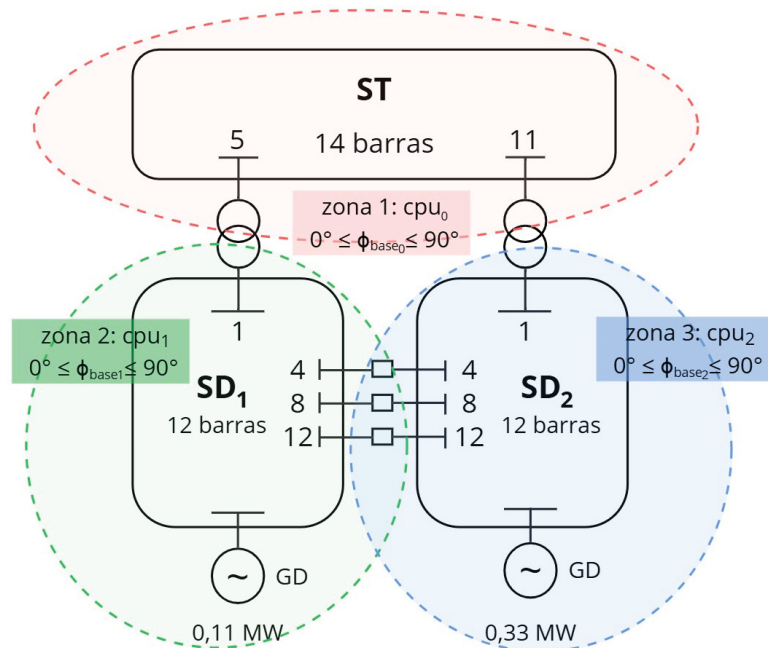 ST
5
14 barras
11
zona 1: cpu₀
0° ≤ ϕbase₀ ≤ 90°
zona 2: cpu₁
0° ≤ ϕbase₁ ≤ 90°
1
SD₁
12 barras
4
8
12
zona 3: cpu₂
0° ≤ ϕbase₂ ≤ 90°
1
SD₂
12 barras
4
8
12
~
GD
0,11 MW
~
GD
0,33 MW